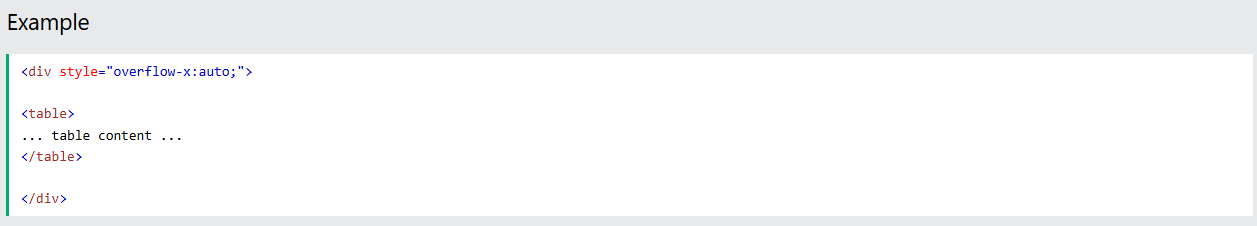 Example
<div style="overflow-x:auto;">
<table>
... table content ...
</table>
</div>